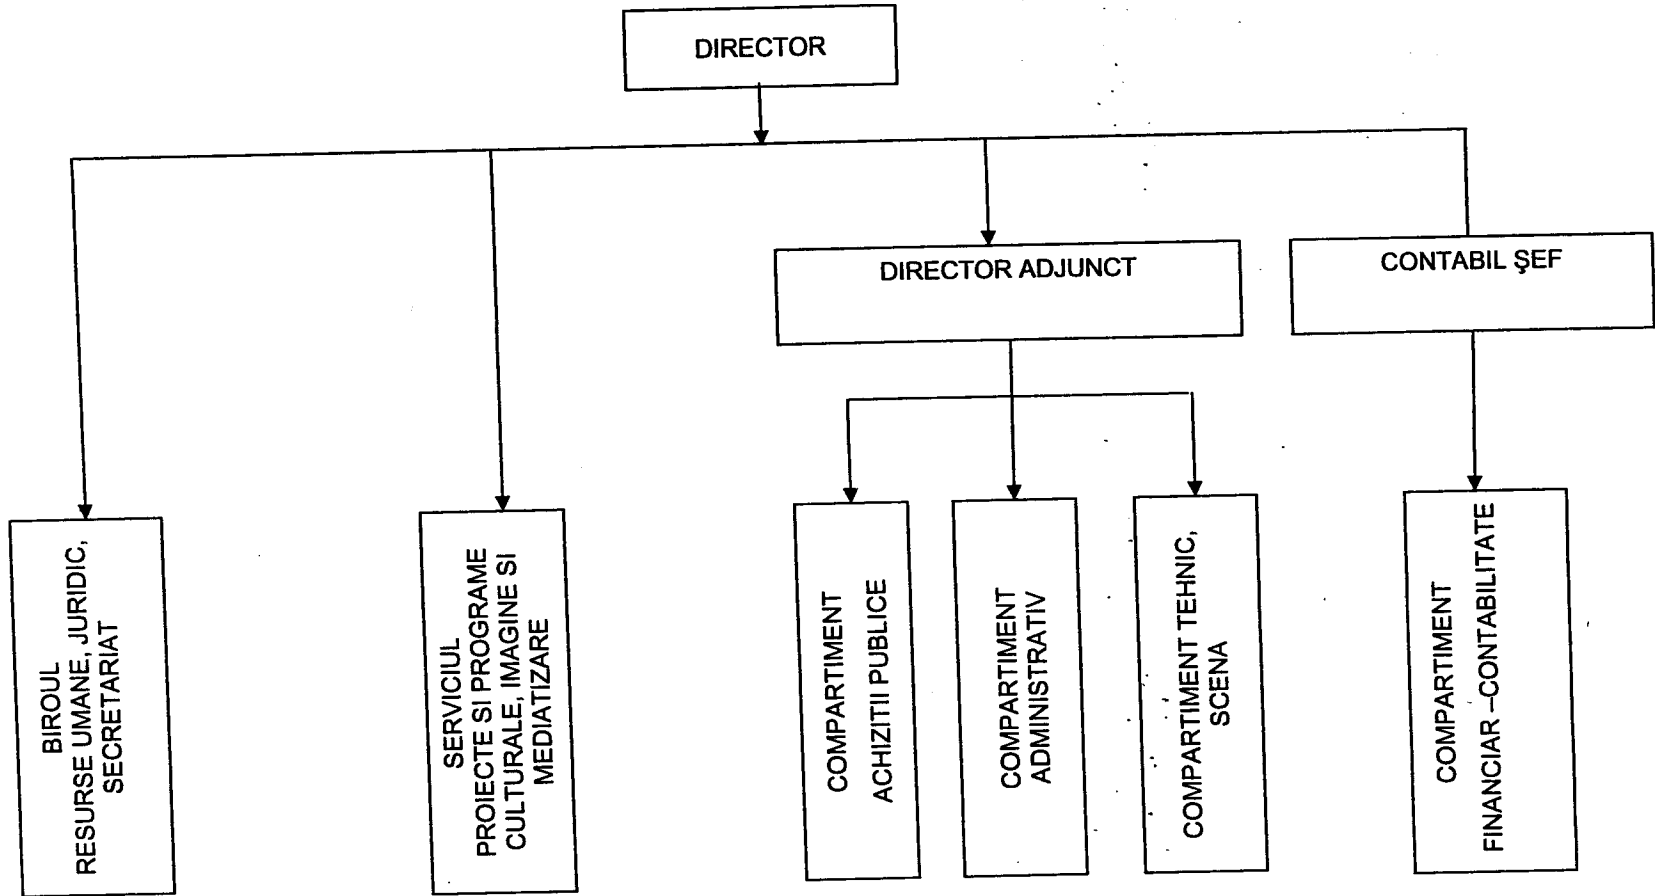 DIRECTOR
DIRECTOR ADJUNCT
CONTABIL ŞEF
BIROUL
RESURSE UMANE, JURIDIC,
SECRETARIAT
SERVICIUL
PROIECTE SI PROGRAME
CULTURALE, IMAGINE SI
MEDIATIZARE
COMPARTIMENT
ACHIZITII PUBLICE
COMPARTIMENT
ADMINISTRATIV
COMPARTIMENT TEHNIC,
SCENA
COMPARTIMENT
FINANCIAR –CONTABILITATE